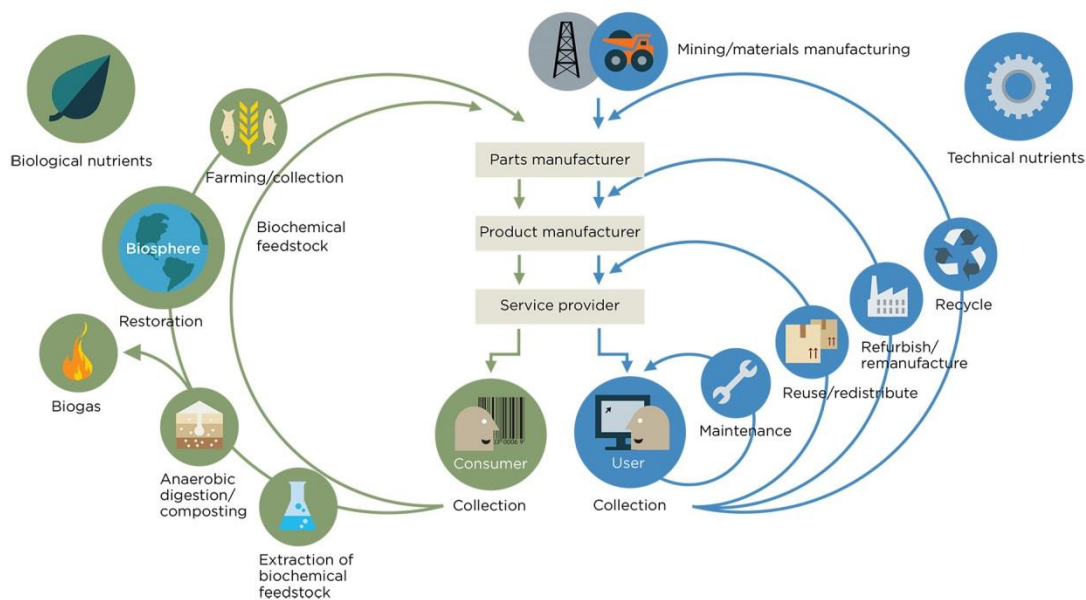 Mining/materials manufacturing
Biological nutrients
Technical nutrients
Farming/collection
Parts manufacturer
Biochemical
feedstock
Product manufacturer
Biosphere
Restoration
Service provider
Recycle
Refurbish/
remanufacture
Reuse/redistribute
Biogas
Maintenance
Consumer
User
Anaerobic
digestion/
composting
Collection
Collection
Extraction of
biochemical
feedstock